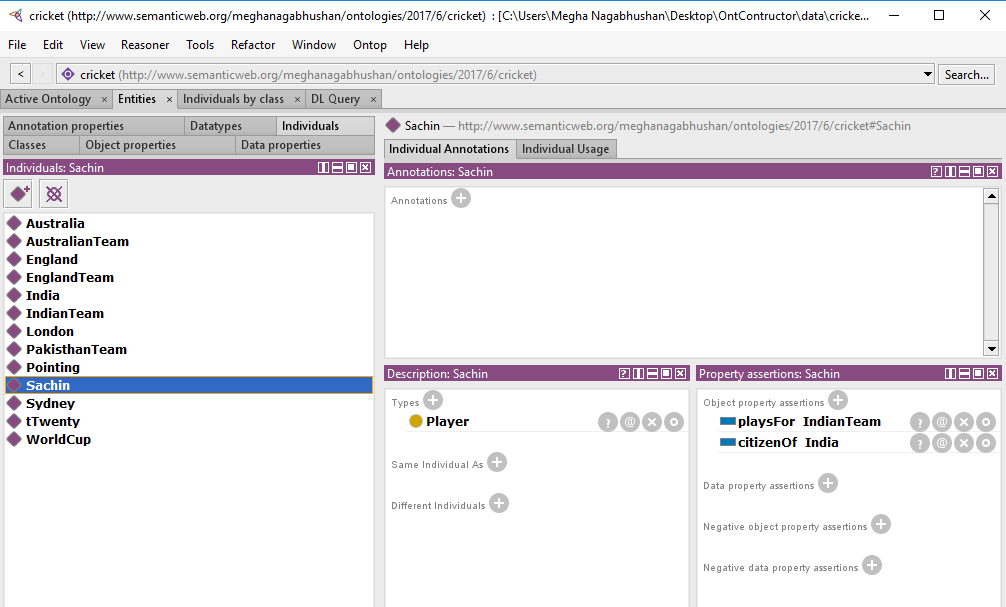 cricket (http://www.semanticweb.org/meghanagabhushan/ontologies/2017/6/cricket) : [C:\Users\Megha Nagabhushan\Desktop\OntContructor\data\cricke...
File Edit View Reasoner Tools Refactor Window Ontop Help
< > cricket (http://www.semanticweb.org/meghanagabhushan/ontologies/2017/6/cricket) Search...
Active Ontology × Entities × Individuals by class × DL Query ×
Annotation properties Datatypes Individuals
Classes Object properties Data properties
Individuals: Sachin
Australia
AustralianTeam
England
EnglandTeam
India
IndianTeam
London
PakisthanTeam
Pointing
Sachin
Sydney
tTwenty
WorldCup
Sachin — http://www.semanticweb.org/meghanagabhushan/ontologies/2017/6/cricket#Sachin
Individual Annotations Individual Usage
Annotations: Sachin
Annotations
Description: Sachin
Types
Player
Same Individual As
Different Individuals
Property assertions: Sachin
Object property assertions
playsFor IndianTeam
citizenOf India
Data property assertions
Negative object property assertions
Negative data property assertions